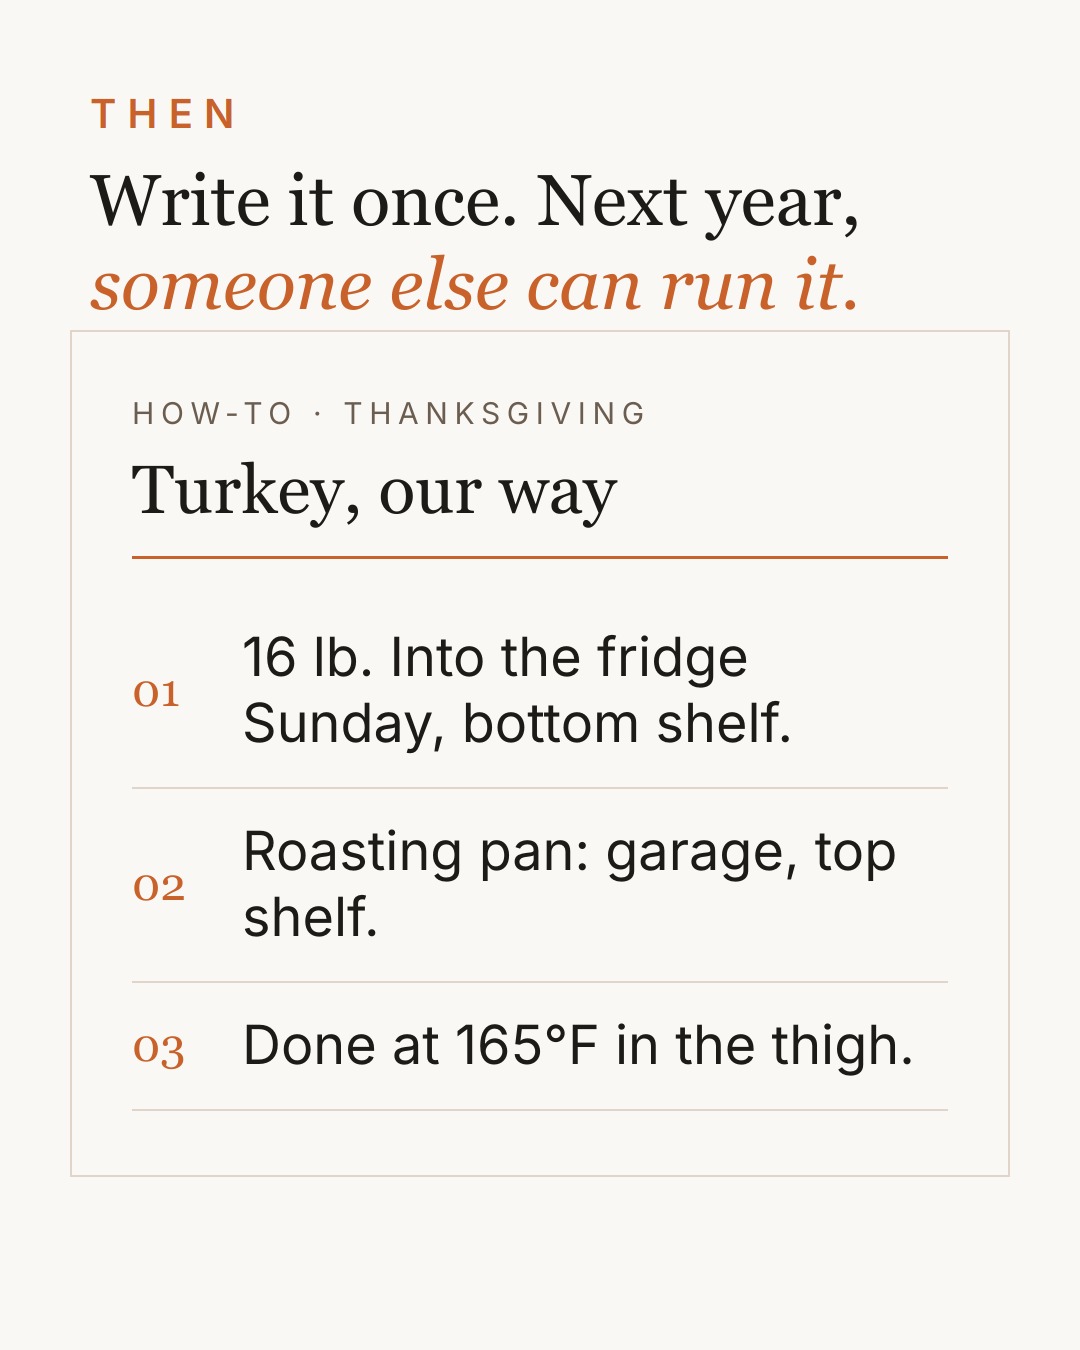 THEN
Write it once. Next year,
someone else can run it.
HOW-TO · THANKSGIVING
Turkey, our way
01
16 lb. Into the fridge
Sunday, bottom shelf.
02
Roasting pan: garage, top
shelf.
03
Done at 165°F in the thigh.